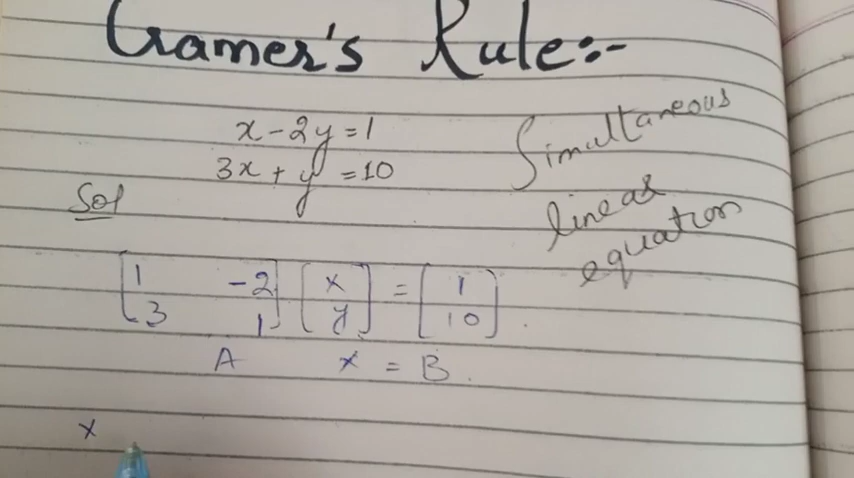 Cramer's Rule:-
x - 2y = 1
3x + y = 10
Simultaneous
linear
equation
Sol
[1 -2] [x] = [1]
[3 1] [y] [10].
A x = B.
x